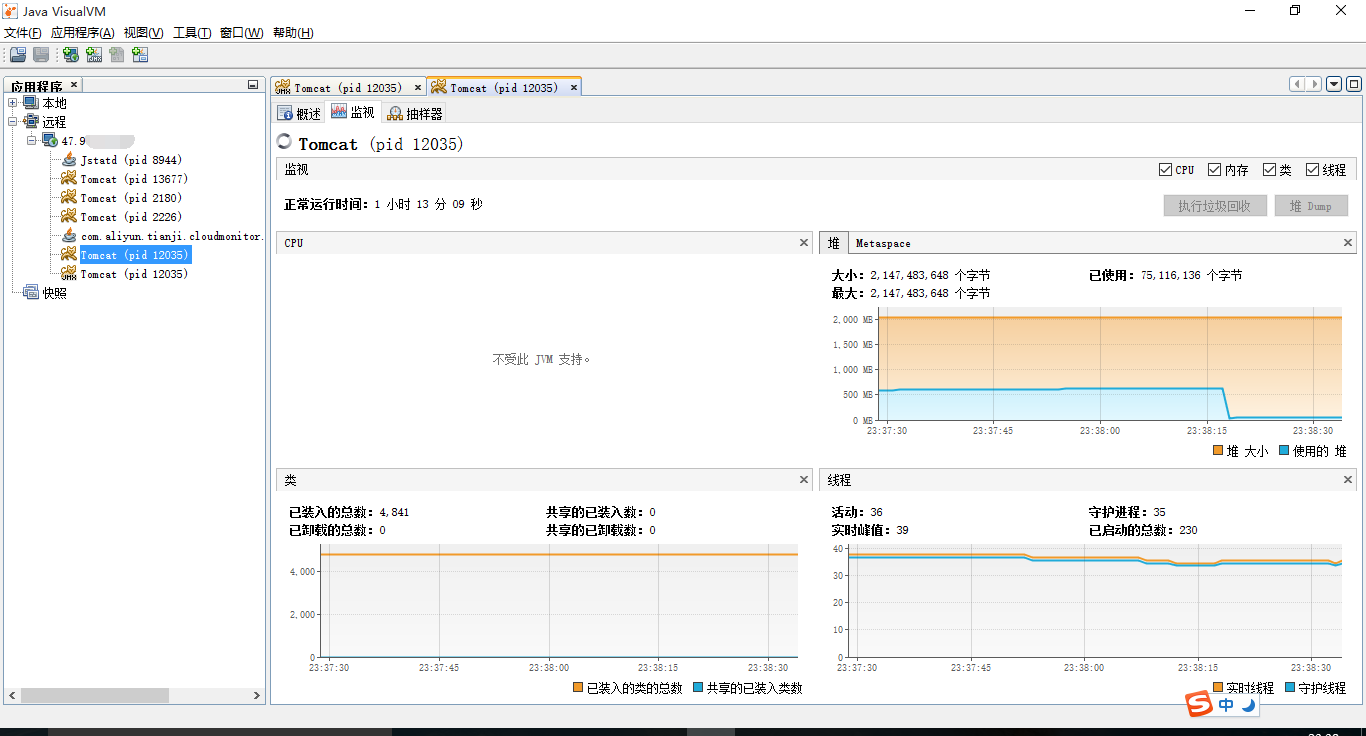 Java VisualVM
文件(F) 应用程序(A) 视图(V) 工具(T) 窗口(W) 帮助(H)
应用程序 ×
本地
远程
47.9
Jstatd (pid 8944)
Tomcat (pid 13677)
Tomcat (pid 2180)
Tomcat (pid 2226)
com.aliyun.tianji.cloudmonitor.
Tomcat (pid 12035)
Tomcat (pid 12035)
快照
Tomcat (pid 12035) × Tomcat (pid 12035) ×
概述 监视 抽样器
Tomcat (pid 12035)
监视 CPU 内存 类 线程
正常运行时间: 1 小时 13 分 09 秒 执行垃圾回收 堆 Dump
CPU
不受此 JVM 支持。
堆 Metaspace
大小: 2,147,483,648 个字节 已使用: 75,116,136 个字节
最大: 2,147,483,648 个字节
2,000 MB
1,500 MB
1,000 MB
500 MB
0 MB
23:37:30 23:37:45 23:38:00 23:38:15 23:38:30
堆 大小 使用的 堆
类
已装入的总数: 4,841 共享的已装入数: 0
已卸载的总数: 0 共享的已卸载数: 0
4,000
2,000
0
23:37:30 23:37:45 23:38:00 23:38:15 23:38:30
已装入的类的总数 共享的已装入类数
线程
活动: 36 守护进程: 35
实时峰值: 39 已启动的总数: 230
40
30
20
10
0
23:37:30 23:37:45 23:38:00 23:38:15 23:38:30
实时线程 守护线程
S 中